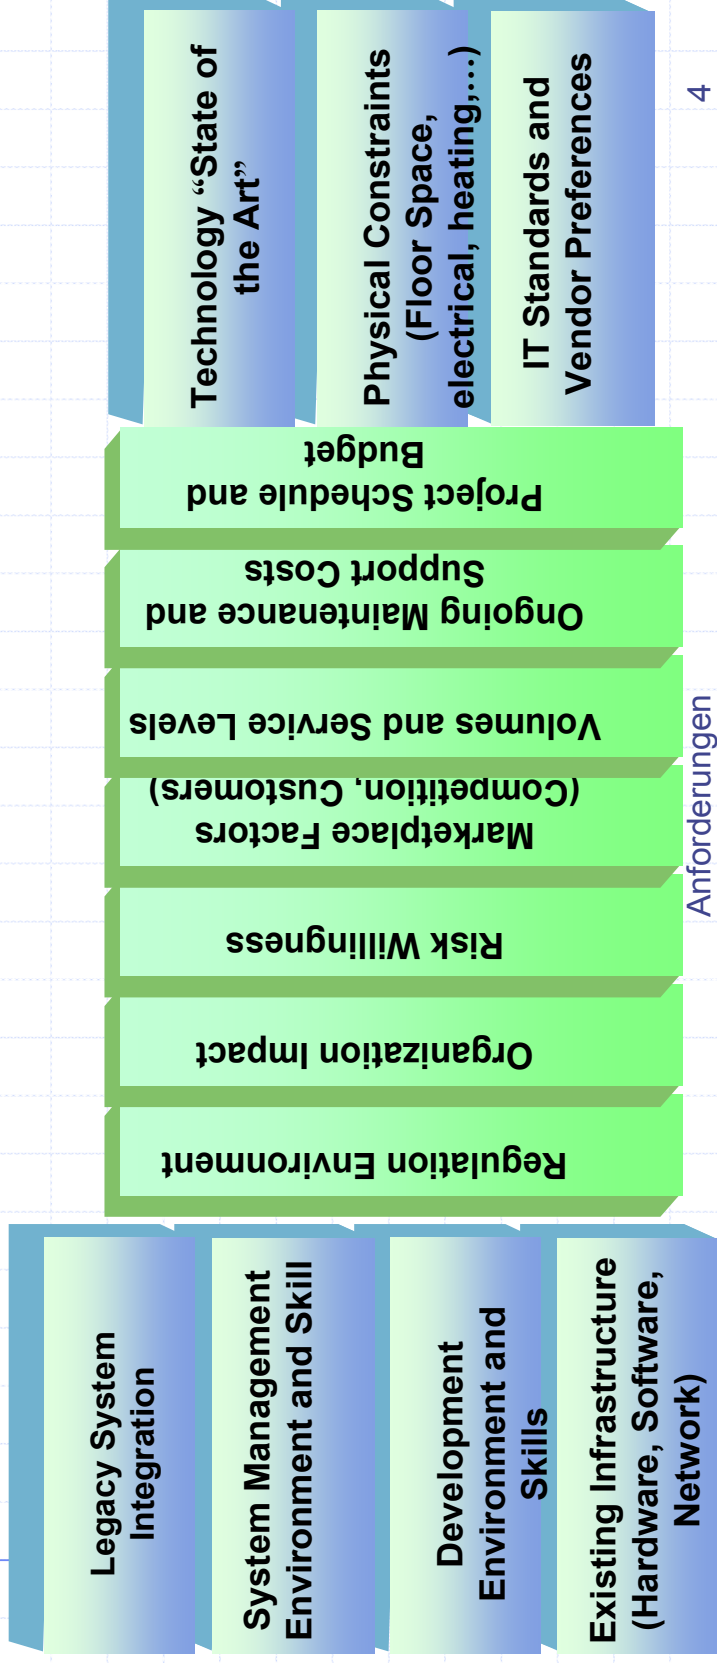 Technology “State of
the Art”
Physical Constraints
(Floor Space,
electrical, heating,…)
IT Standards and
Vendor Preferences
4
Project Schedule and
Budget
Ongoing Maintenance and
Support Costs
Volumes and Service Levels
Marketplace Factors
(Competition, Customers)
Risk Willingness
Organization Impact
Regulation Environment
Anforderungen
Legacy System
Integration
System Management
Environment and Skill
Development
Environment and
Skills
Existing Infrastructure
(Hardware, Software,
Network)